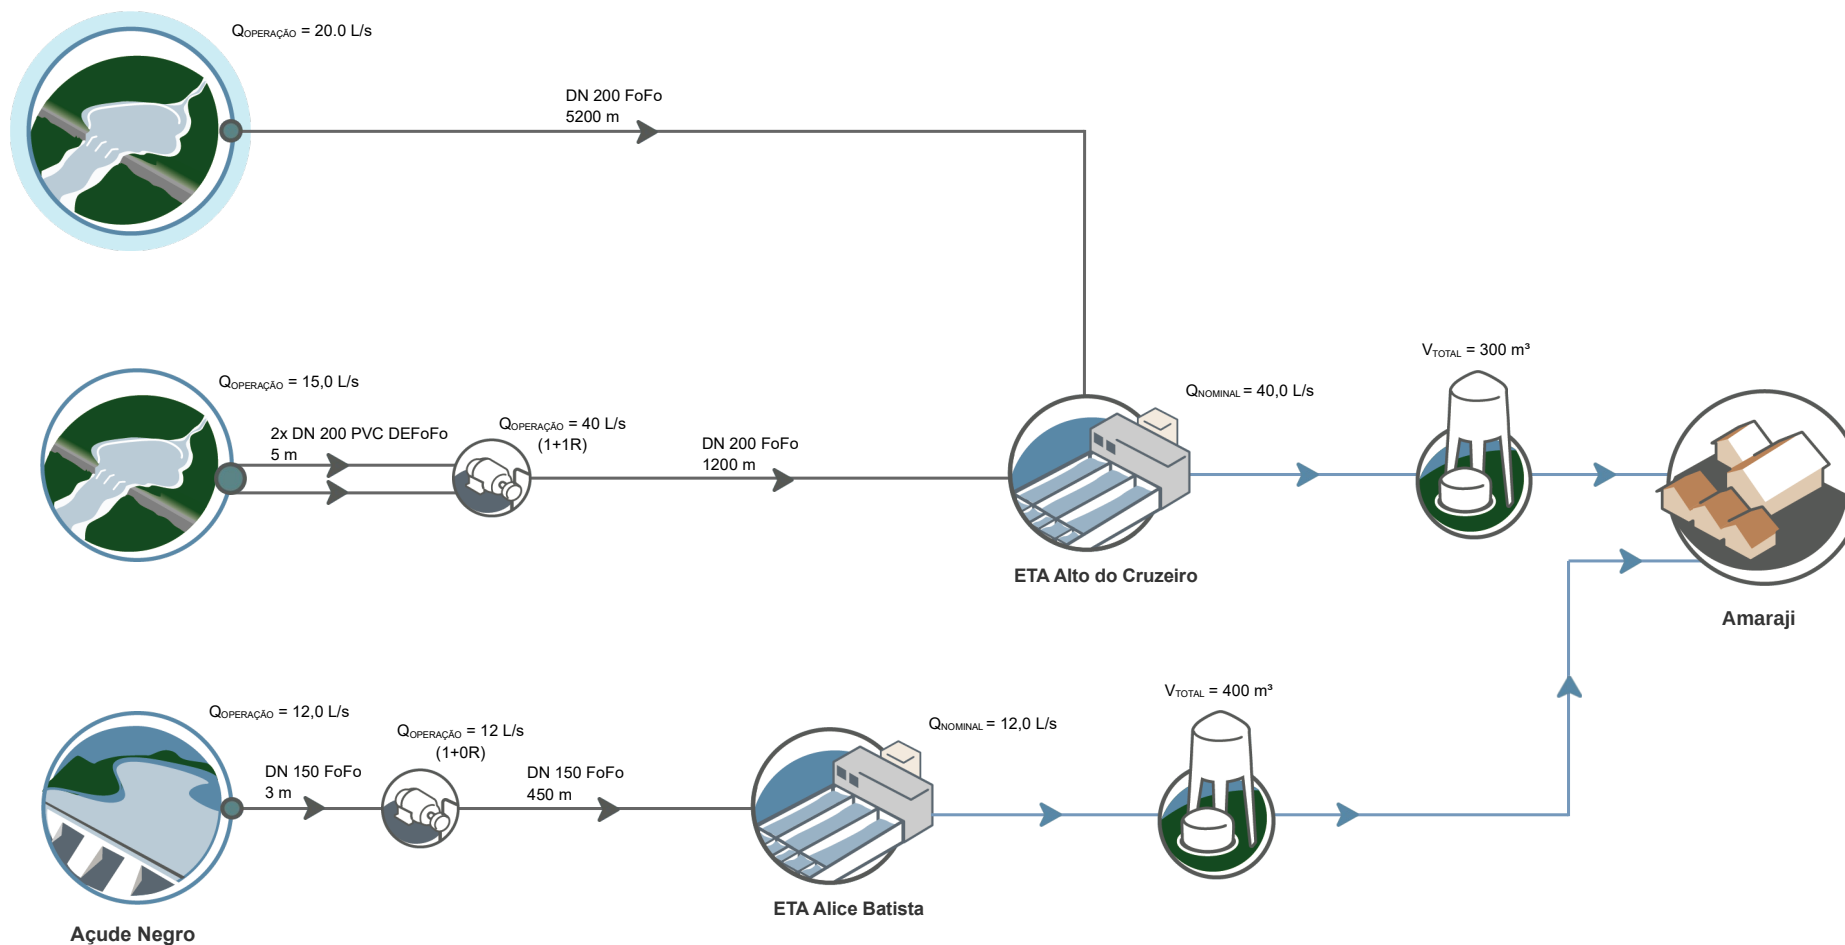 QOPERAÇÃO = 20.0 L/s
DN 200 FoFo
5200 m
QOPERAÇÃO = 15,0 L/s
2x DN 200 PVC DEFoFo
5 m
QOPERAÇÃO = 40 L/s
(1+1R)
DN 200 FoFo
1200 m
QNOMINAL = 40,0 L/s
VTOTAL = 300 m³
ETA Alto do Cruzeiro
Amaraji
QOPERAÇÃO = 12,0 L/s
DN 150 FoFo
3 m
QOPERAÇÃO = 12 L/s
(1+0R)
DN 150 FoFo
450 m
QNOMINAL = 12,0 L/s
VTOTAL = 400 m³
ETA Alice Batista
Açude Negro